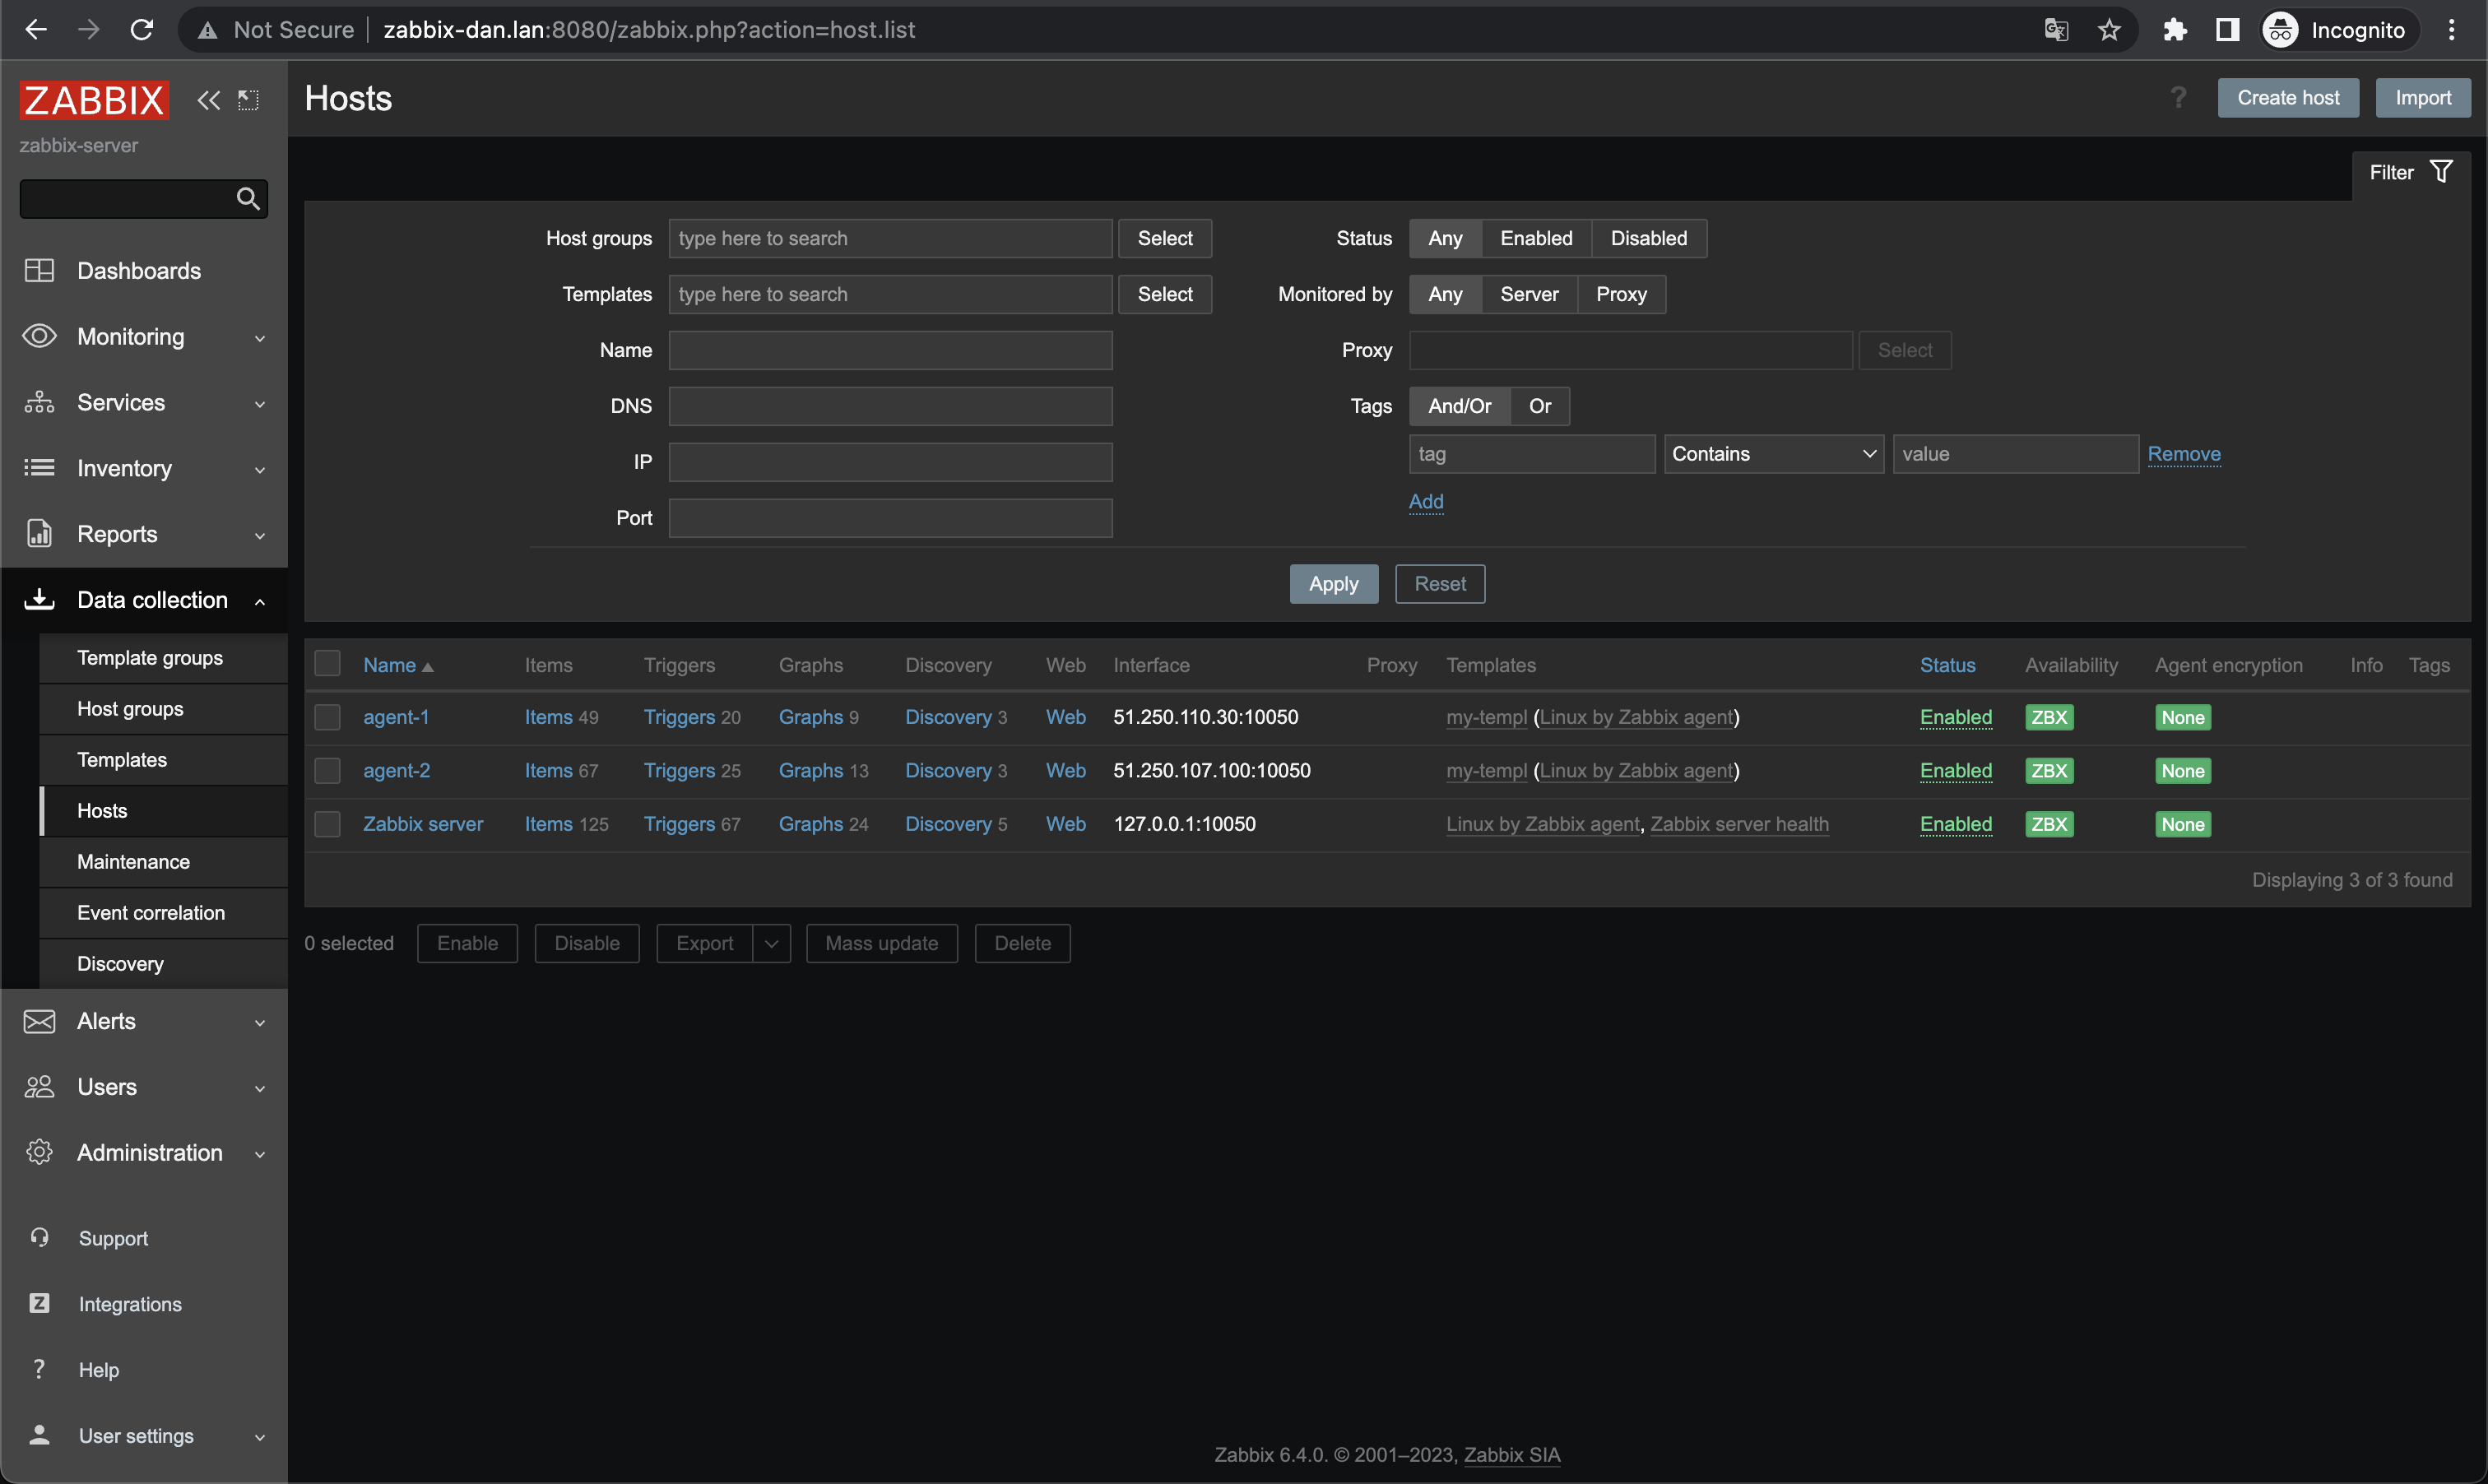 Not Secure | zabbix-dan.lan:8080/zabbix.php?action=host.list Incognito
ZABBIX
zabbix-server
Dashboards
Monitoring
Services
Inventory
Reports
Data collection
Template groups
Host groups
Templates
Hosts
Maintenance
Event correlation
Discovery
Alerts
Users
Administration
Support
Z Integrations
? Help
User settings
Hosts ? Create host Import
Filter
Host groups type here to search Select
Templates type here to search Select
Name
DNS
IP
Port
Status Any Enabled Disabled
Monitored by Any Server Proxy
Proxy Select
Tags And/Or Or
tag Contains value Remove
Add
Apply Reset
Name Items Triggers Graphs Discovery Web Interface Proxy Templates Status Availability Agent encryption Info Tags
agent-1 Items 49 Triggers 20 Graphs 9 Discovery 3 Web 51.250.110.30:10050 my-templ (Linux by Zabbix agent) Enabled ZBX None
agent-2 Items 67 Triggers 25 Graphs 13 Discovery 3 Web 51.250.107.100:10050 my-templ (Linux by Zabbix agent) Enabled ZBX None
Zabbix server Items 125 Triggers 67 Graphs 24 Discovery 5 Web 127.0.0.1:10050 Linux by Zabbix agent, Zabbix server health Enabled ZBX None
Displaying 3 of 3 found
0 selected Enable Disable Export Mass update Delete
Zabbix 6.4.0. © 2001–2023, Zabbix SIA